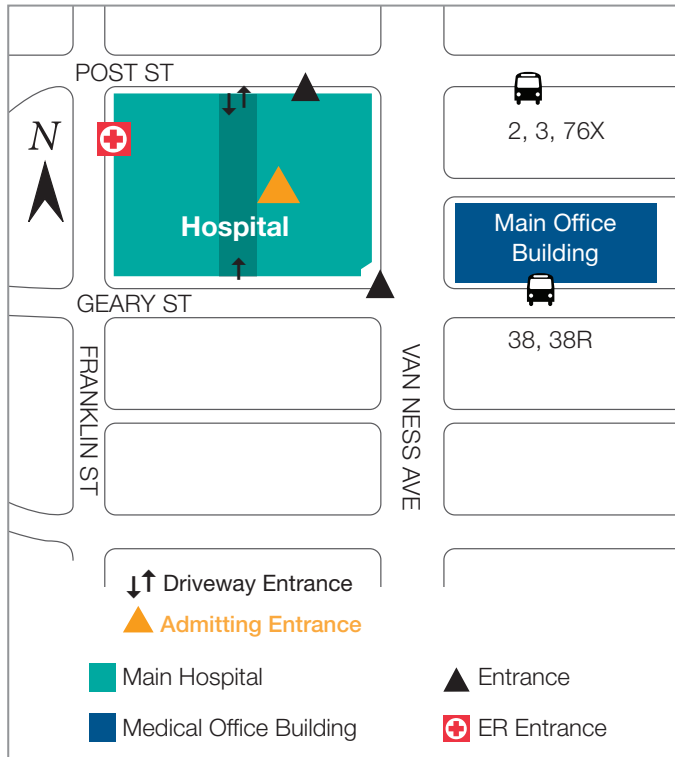 POST ST
N
2, 3, 76X
Hospital
Main Office
Building
GEARY ST
38, 38R
FRANKLIN ST
VAN NESS AVE
Driveway Entrance
Admitting Entrance
Main Hospital
Entrance
Medical Office Building
ER Entrance